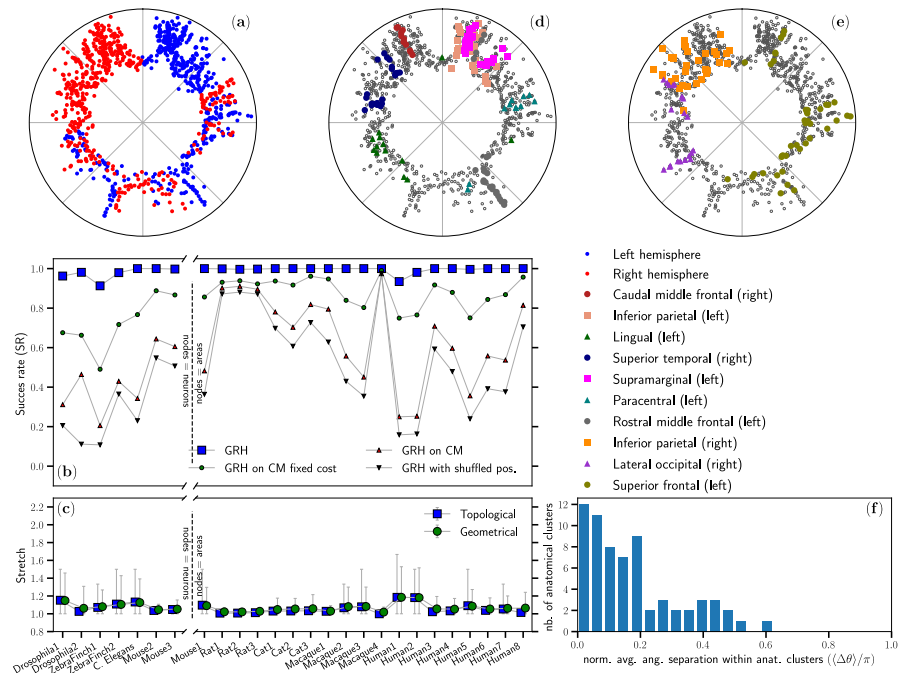 (a)
(d)
(e)
Left hemisphere
Right hemisphere
Caudal middle frontal (right)
Inferior parietal (left)
Lingual (left)
Superior temporal (right)
Supramarginal (left)
Paracentral (left)
Rostral middle frontal (left)
Inferior parietal (right)
Lateral occipital (right)
Superior frontal (left)
Succes rate (SR)
1.0
0.8
0.6
0.4
0.2
0.0
nodes = neurons
nodes = areas
(b)
GRH
GRH on CM fixed cost
GRH on CM
GRH with shuffled pos.
(c)
Stretch
2.2
2.0
1.8
1.6
1.4
1.2
1.0
0.8
nodes = neurons
nodes = areas
Topological
Geometrical
Drosophila1
Drosophila2
ZebraFinch1
ZebraFinch2
C. Elegans
Mouse2
Mouse3
Mouse1
Rat1
Rat2
Rat3
Cat1
Cat2
Cat3
Macaque1
Macaque2
Macaque3
Macaque4
Human1
Human2
Human3
Human4
Human5
Human6
Human7
Human8
(f)
nb. of anatomical clusters
12
10
8
6
4
2
0
0.0
0.2
0.4
0.6
0.8
1.0
norm. avg. ang. separation within anat. clusters (⟨Δθ⟩/π)